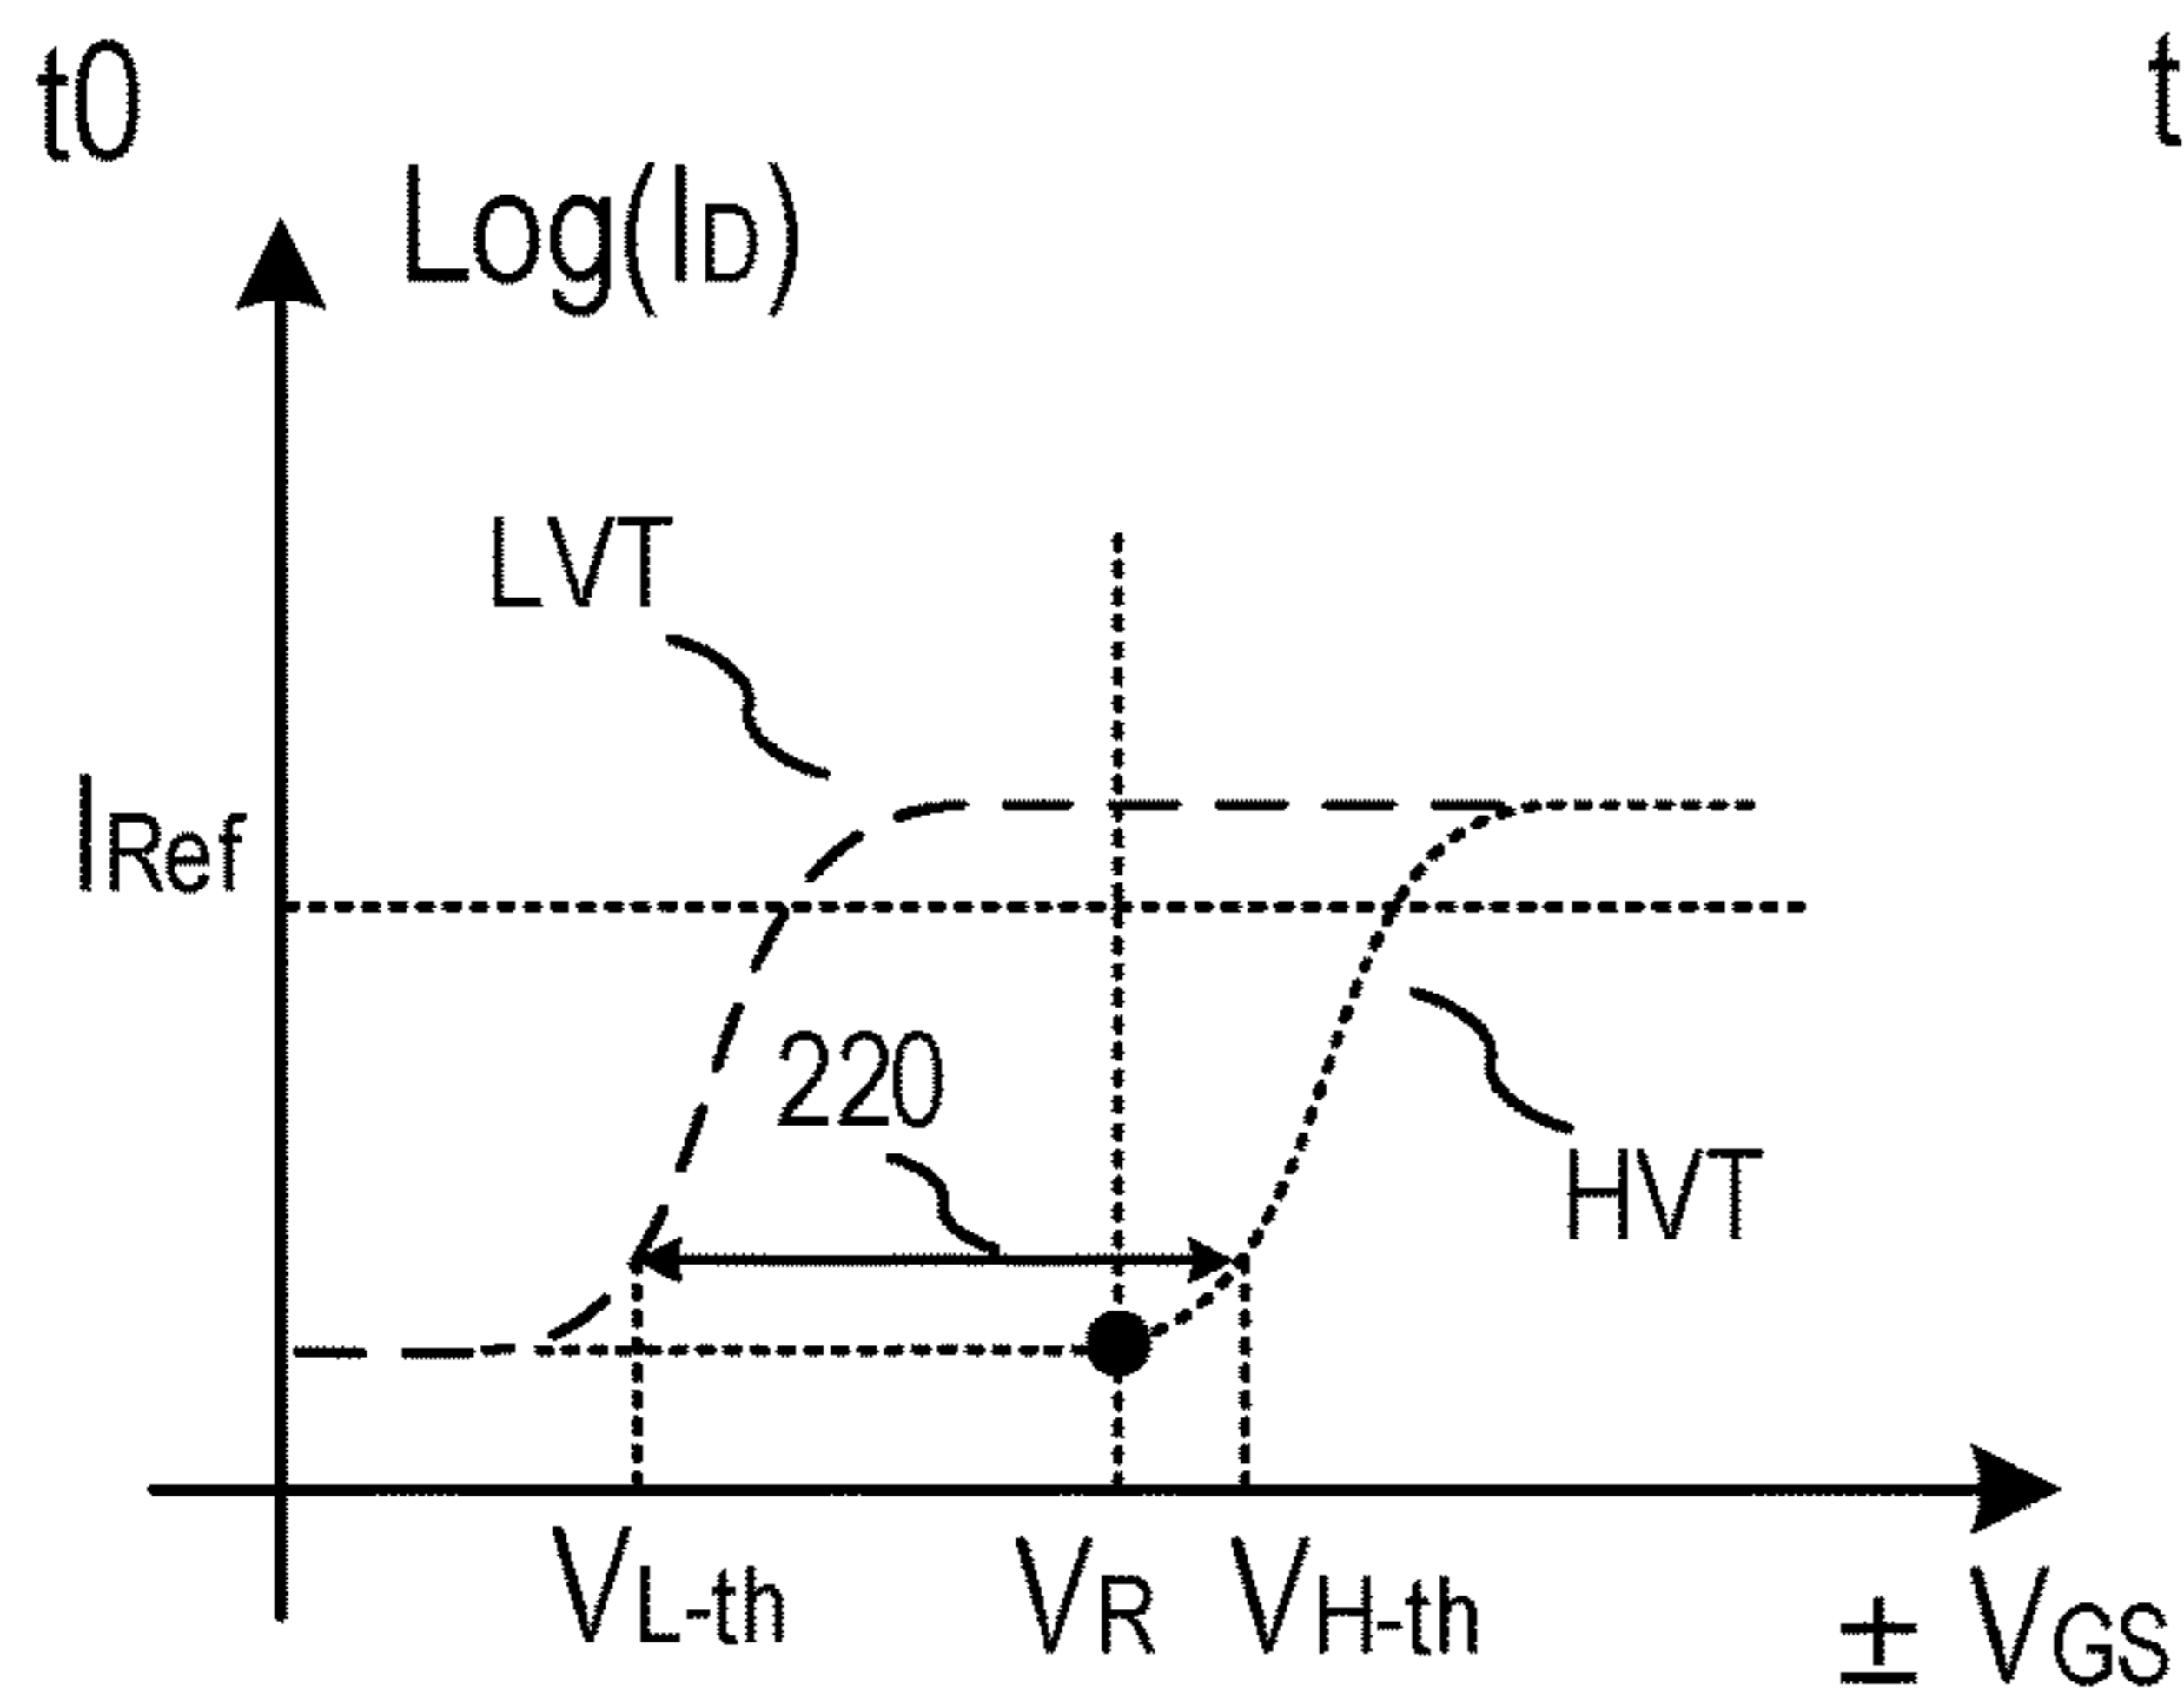 t0
t
Log(ID)
LVT
IRef
220
HVT
VL-th
VR
VH-th
± VGS